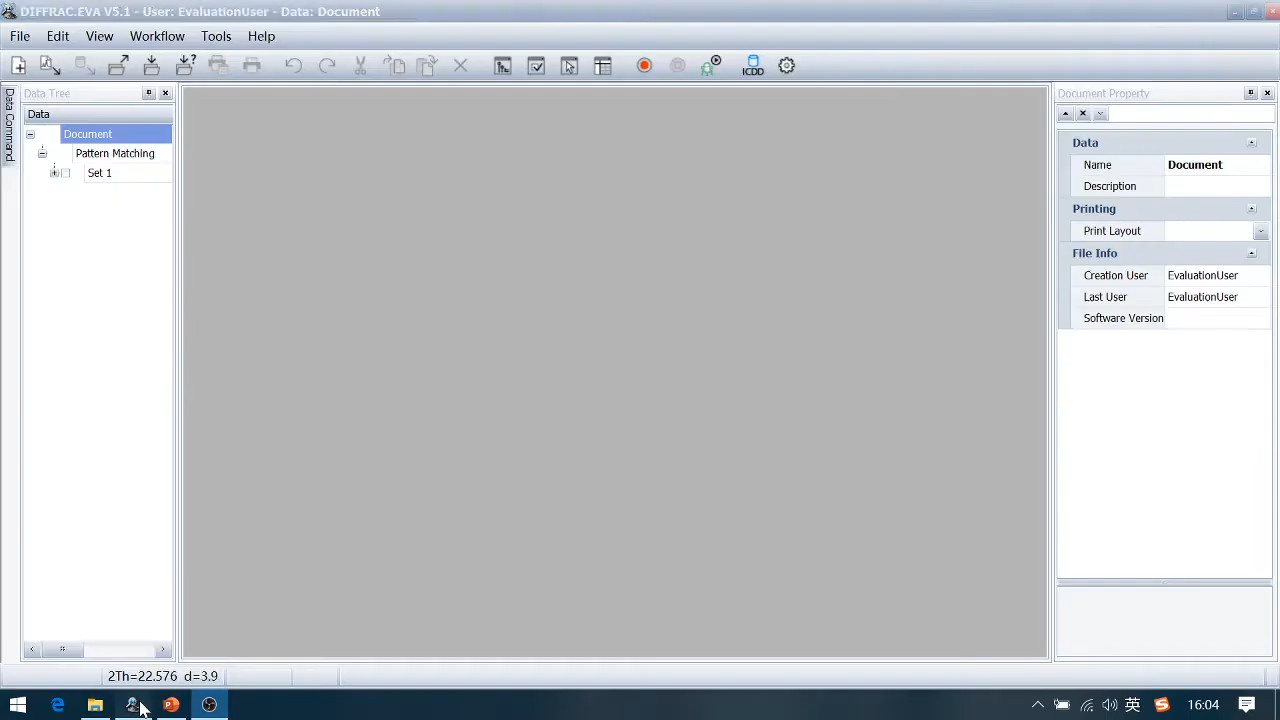 DIFFRAC.EVA V5.1 - User: EvaluationUser - Data: Document
File Edit View Workflow Tools Help
ICDD
Data Command
Data Tree
Data
Document
Pattern Matching
Set 1
Document Property
Data
Name Document
Description
Printing
Print Layout
File Info
Creation User EvaluationUser
Last User EvaluationUser
Software Version
2Th=22.576 d=3.9
英
16:04